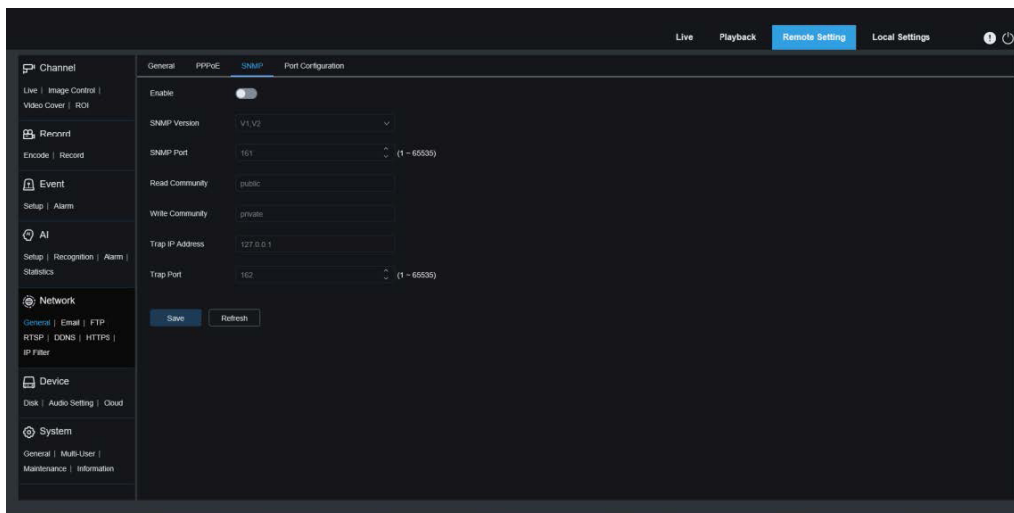 Live Playback Remote Setting Local Settings
Channel
Live | Image Control |
Video Cover | ROI
Record
Encode | Record
Event
Setup | Alarm
AI
Setup | Recognition | Alarm |
Statistics
Network
General | Email | FTP
RTSP | DDNS | HTTPS |
IP Filter
Device
Disk | Audio Setting | Cloud
System
General | Multi-User |
Maintenance | Information
General PPPoE SNMP Port Configuration
Enable
SNMP Version V1,V2
SNMP Port 161 (1 ~ 65535)
Read Community public
Write Community private
Trap IP Address 127.0.0.1
Trap Port 162 (1 ~ 65535)
Save Refresh